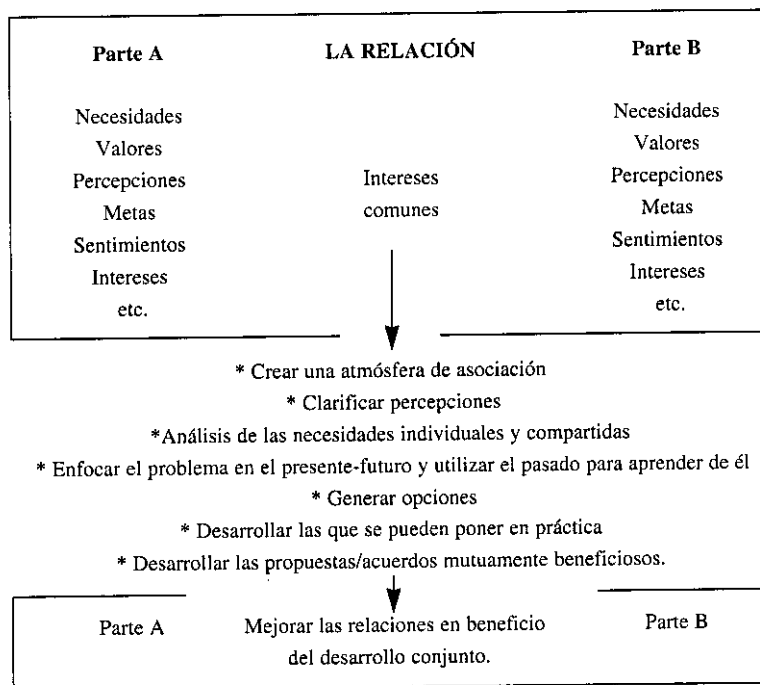 Parte A LA RELACIÓN Parte B
Necesidades Necesidades
Valores Valores
Percepciones Intereses Percepciones
Metas comunes Metas
Sentimientos Sentimientos
Intereses Intereses
etc. etc.
* Crear una atmósfera de asociación
* Clarificar percepciones
*Análisis de las necesidades individuales y compartidas
* Enfocar el problema en el presente-futuro y utilizar el pasado para aprender de él
* Generar opciones
* Desarrollar las que se pueden poner en práctica
* Desarrollar las propuestas/acuerdos mutuamente beneficiosos.
Parte A Mejorar las relaciones en beneficio Parte B
del desarrollo conjunto.